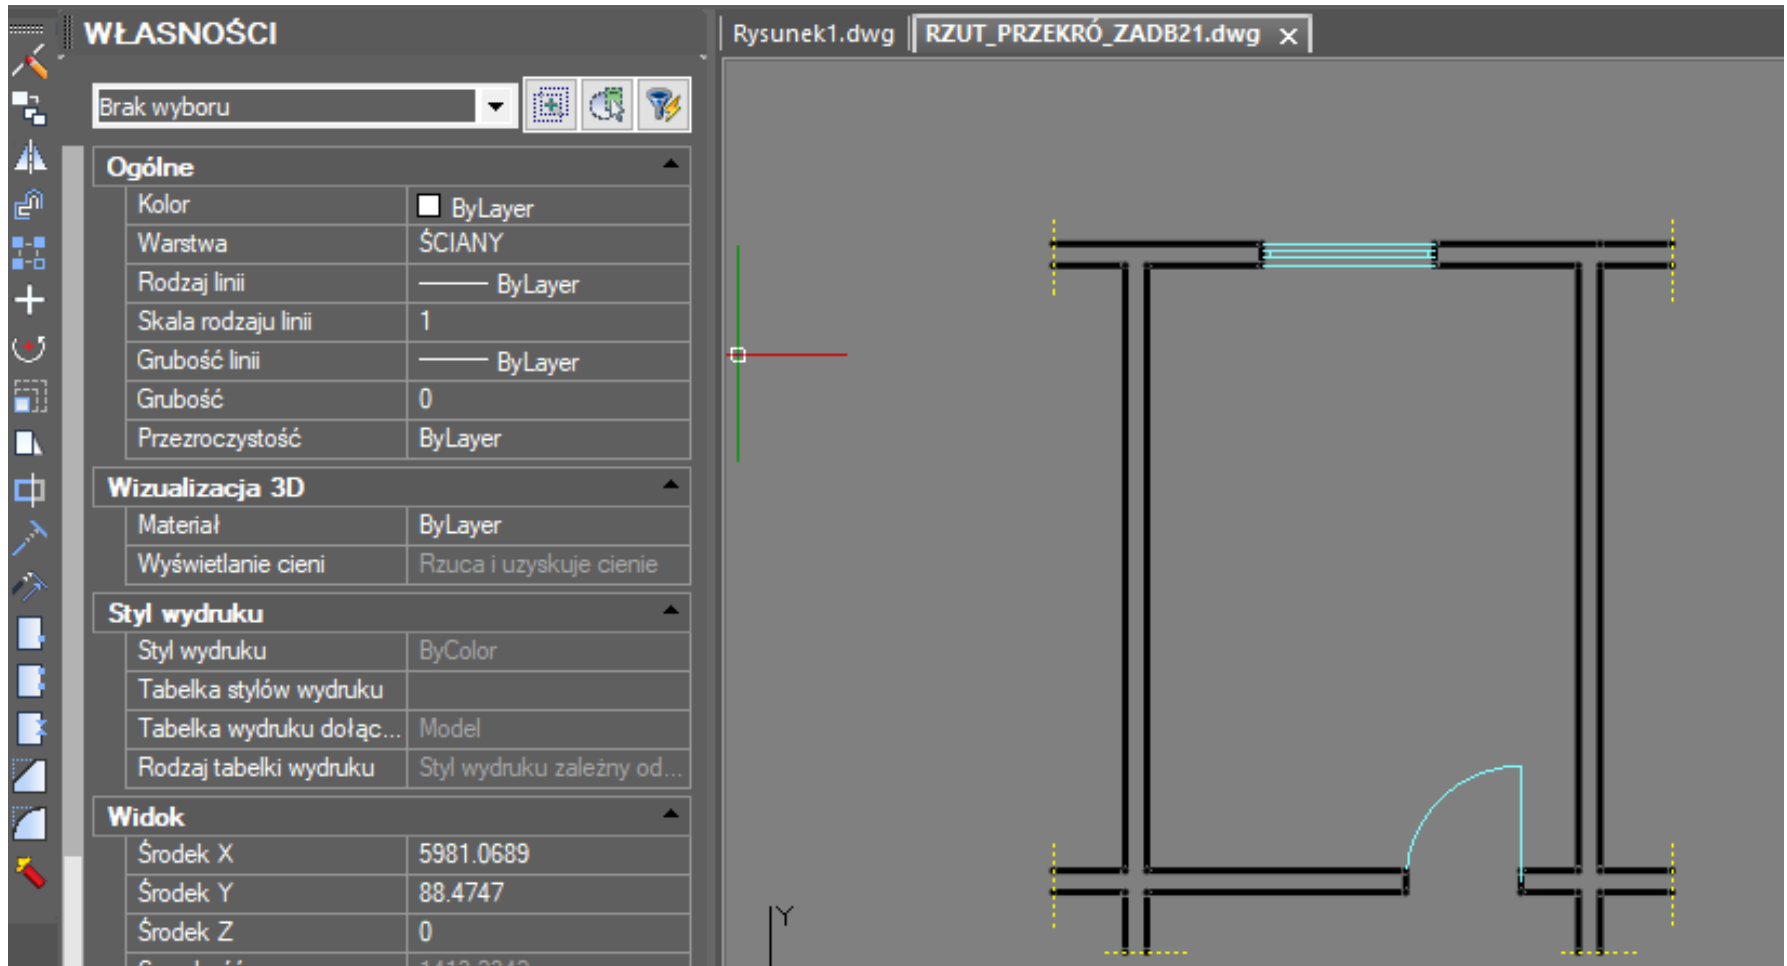 WŁASNOŚCI
Rysunek1.dwg
RZUT_PRZEKRÓ_ZADB21.dwg
Brak wyboru
Ogólne
Kolor ByLayer
Warstwa ŚCIANY
Rodzaj linii ByLayer
Skala rodzaju linii 1
Grubość linii ByLayer
Grubość 0
Przezroczystość ByLayer
Wizualizacja 3D
Materiał ByLayer
Wyświetlanie cieni Rzuca i uzyskuje cienie
Styl wydruku
Styl wydruku ByColor
Tabelka stylów wydruku
Tabelka wydruku dołąc... Model
Rodzaj tabelki wydruku Styl wydruku zależny od...
Widok
Środek X 5981.0689
Środek Y 88.4747
Środek Z 0
Y